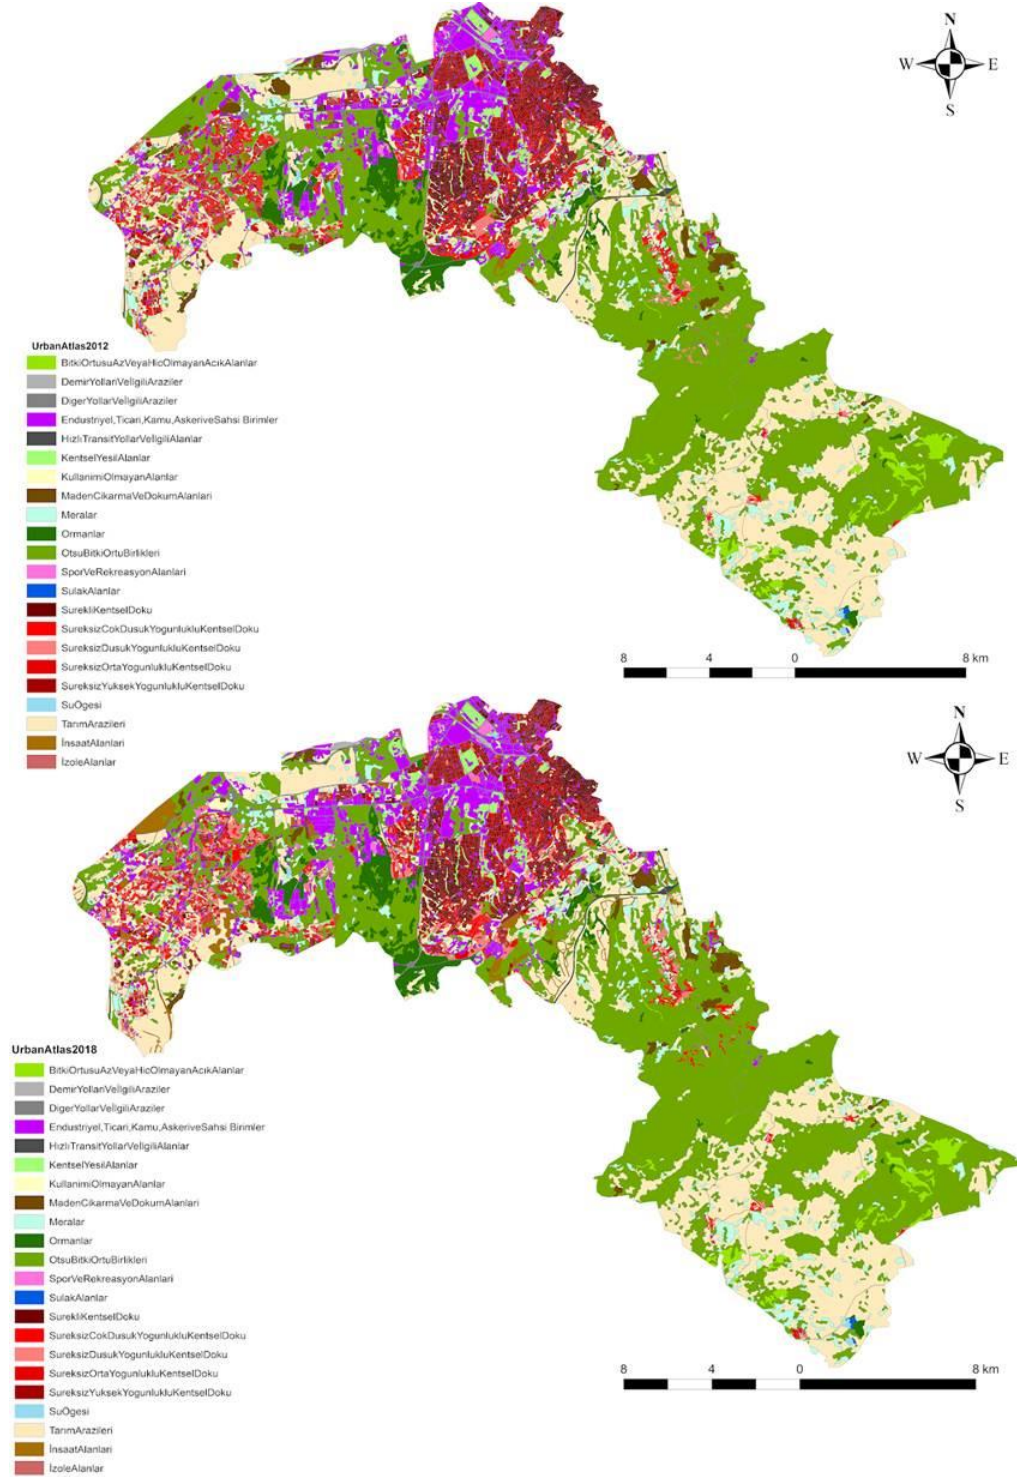 N
W E
S
UrbanAtlas2012
BitkiOrtusuAzVeyaHicOlmayanAcıkAlanlar
DemirYollariVeİlgiliAraziler
DigerYollarVeİlgiliAraziler
Endustriyel,Ticari,Kamu,AskeriveSahsi Birimler
HızlıTransitYollarVeİlgiliAlanlar
KentselYesilAlanlar
KullanimiOlmayanAlanlar
MadenCikarmaVeDokumAlanlari
Meralar
Ormanlar
OtsuBitkiOrtuBirlikleri
SporVeRekreasyonAlanlari
SulakAlanlar
SurekliKentselDoku
SureksizCokDusukYogunlukluKentselDoku
SureksizDusukYogunlukluKentselDoku
SureksizOrtaYogunlukluKentselDoku
SureksizYuksekYogunlukluKentselDoku
SuOgesi
TarımArazileri
İnsaatAlanlari
İzoleAlanlar
8 4 0 8 km
N
W E
S
UrbanAtlas2018
BitkiOrtusuAzVeyaHicOlmayanAcıkAlanlar
DemirYollariVeİlgiliAraziler
DigerYollarVeİlgiliAraziler
Endustriyel,Ticari,Kamu,AskeriveSahsi Birimler
HızlıTransitYollarVeİlgiliAlanlar
KentselYesilAlanlar
KullanimiOlmayanAlanlar
MadenCikarmaVeDokumAlanlari
Meralar
Ormanlar
OtsuBitkiOrtuBirlikleri
SporVeRekreasyonAlanlari
SulakAlanlar
SurekliKentselDoku
SureksizCokDusukYogunlukluKentselDoku
SureksizDusukYogunlukluKentselDoku
SureksizOrtaYogunlukluKentselDoku
SureksizYuksekYogunlukluKentselDoku
SuOgesi
TarımArazileri
İnsaatAlanlari
İzoleAlanlar
8 4 0 8 km